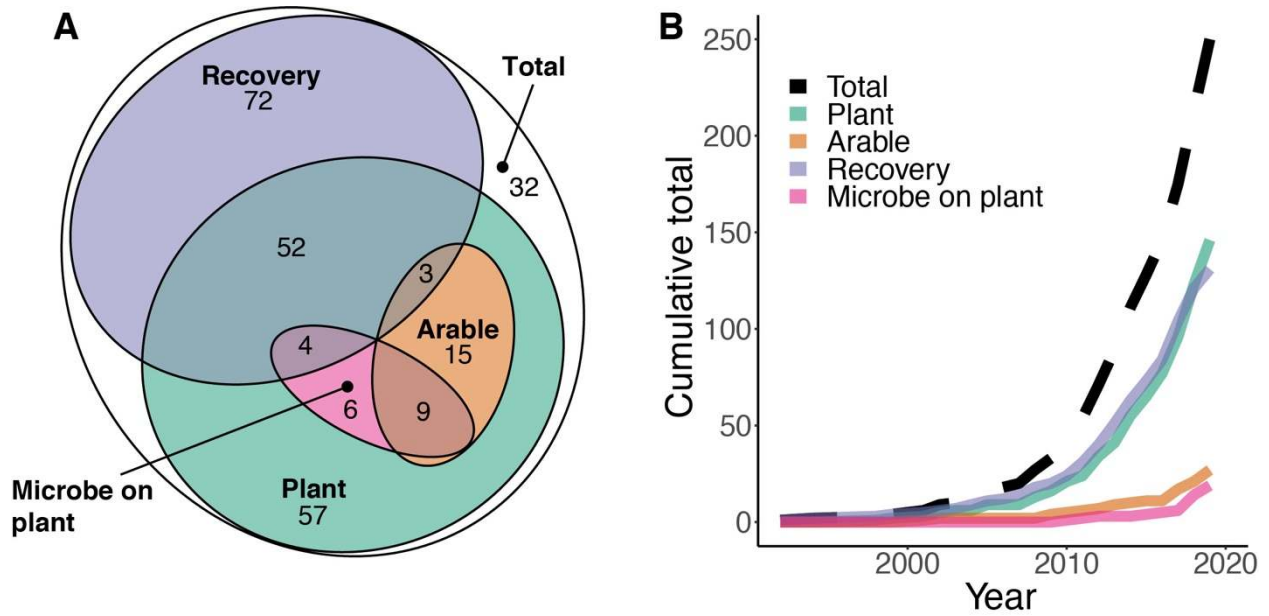 A
Recovery
72
Total
32
52
3
Arable
15
4
6
9
Microbe on
plant
Plant
57
B
250
200
150
100
50
0
Cumulative total
Total
Plant
Arable
Recovery
Microbe on plant
2000
2010
2020
Year